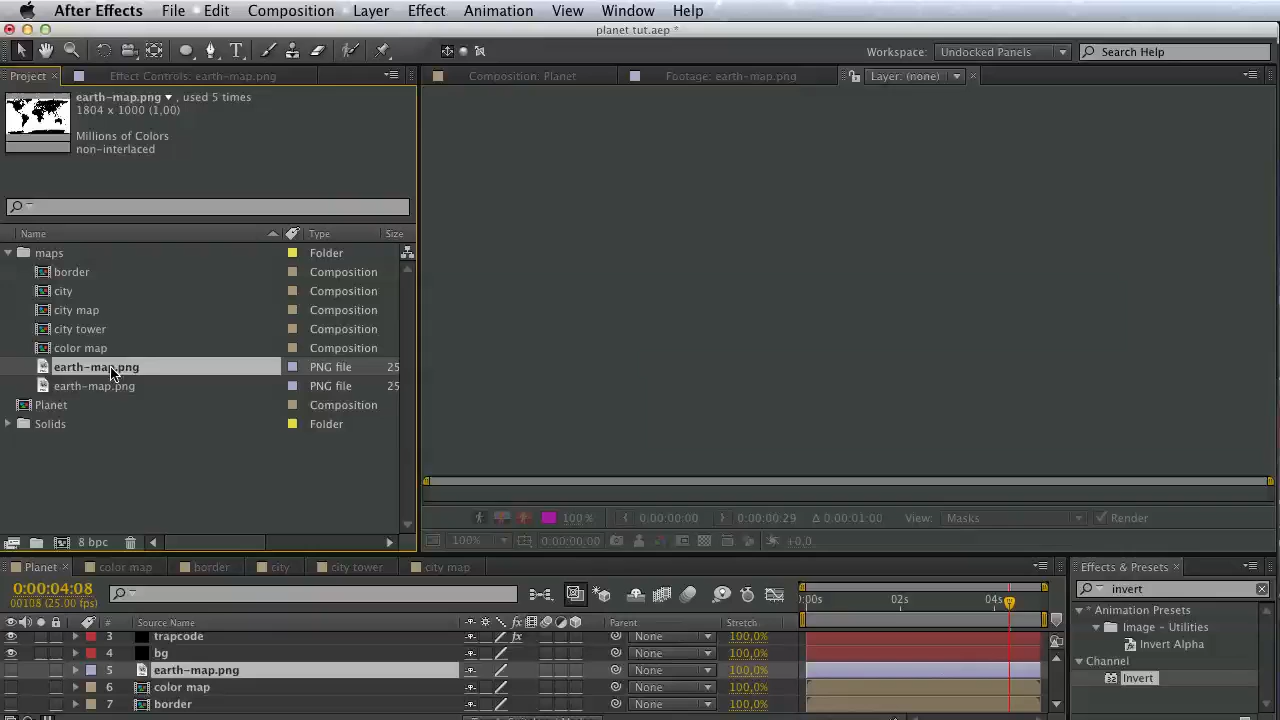 After Effects File Edit Composition Layer Effect Animation View Window Help
planet tut.aep *
Workspace: Undocked Panels Search Help
Project × Effect Controls: earth-map.png Composition: Planet Footage: earth-map.png Layer: (none) ×
earth-map.png ▾ , used 5 times
1804 x 1000 (1,00)
Millions of Colors
non-interlaced
Name Type Size
maps Folder
border Composition
city Composition
city map Composition
city tower Composition
color map Composition
earth-map.png PNG file 25
earth-map.png PNG file 25
Planet Composition
Solids Folder
100% 0:00:00:00 0:00:00:29 Δ 0:00:01:00 View: Masks Render
8 bpc 100% 0:00:00:00 +0,0
Planet × color map border city city tower city map Effects & Presets ×
0:00:04:08
00108 (25.00 fps)
invert
:00s 02s 04s
# Source Name Parent Stretch
* Animation Presets
Image - Utilities
Invert Alpha
Channel
Invert
3 trapcode fx None 100,0%
4 bg None 100,0%
5 earth-map.png None 100,0%
6 color map None 100,0%
7 border None 100,0%